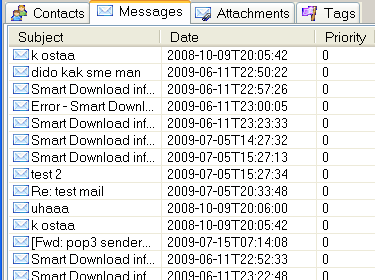 Contacts Messages Attachments Tags
Subject Date Priority
k ostaa 2008-10-09T20:05:42 0
dido kak sme man 2009-06-11T22:50:22 0
Smart Download inf... 2009-06-11T22:57:26 0
Error - Smart Downl... 2009-06-11T23:00:05 0
Smart Download inf... 2009-06-11T23:23:33 0
Smart Download inf... 2009-07-05T14:27:32 0
Smart Download inf... 2009-07-05T15:27:13 0
test 2 2009-07-05T15:27:34 0
Re: test mail 2009-07-05T20:33:48 0
uhaaa 2008-10-09T20:06:00 0
k ostaa 2008-10-09T20:05:42 0
[Fwd: pop3 sender... 2009-07-15T07:14:08 0
Smart Download inf... 2009-06-11T22:52:33 0
Smart Download inf... 2009-06-11T23:22:48 0